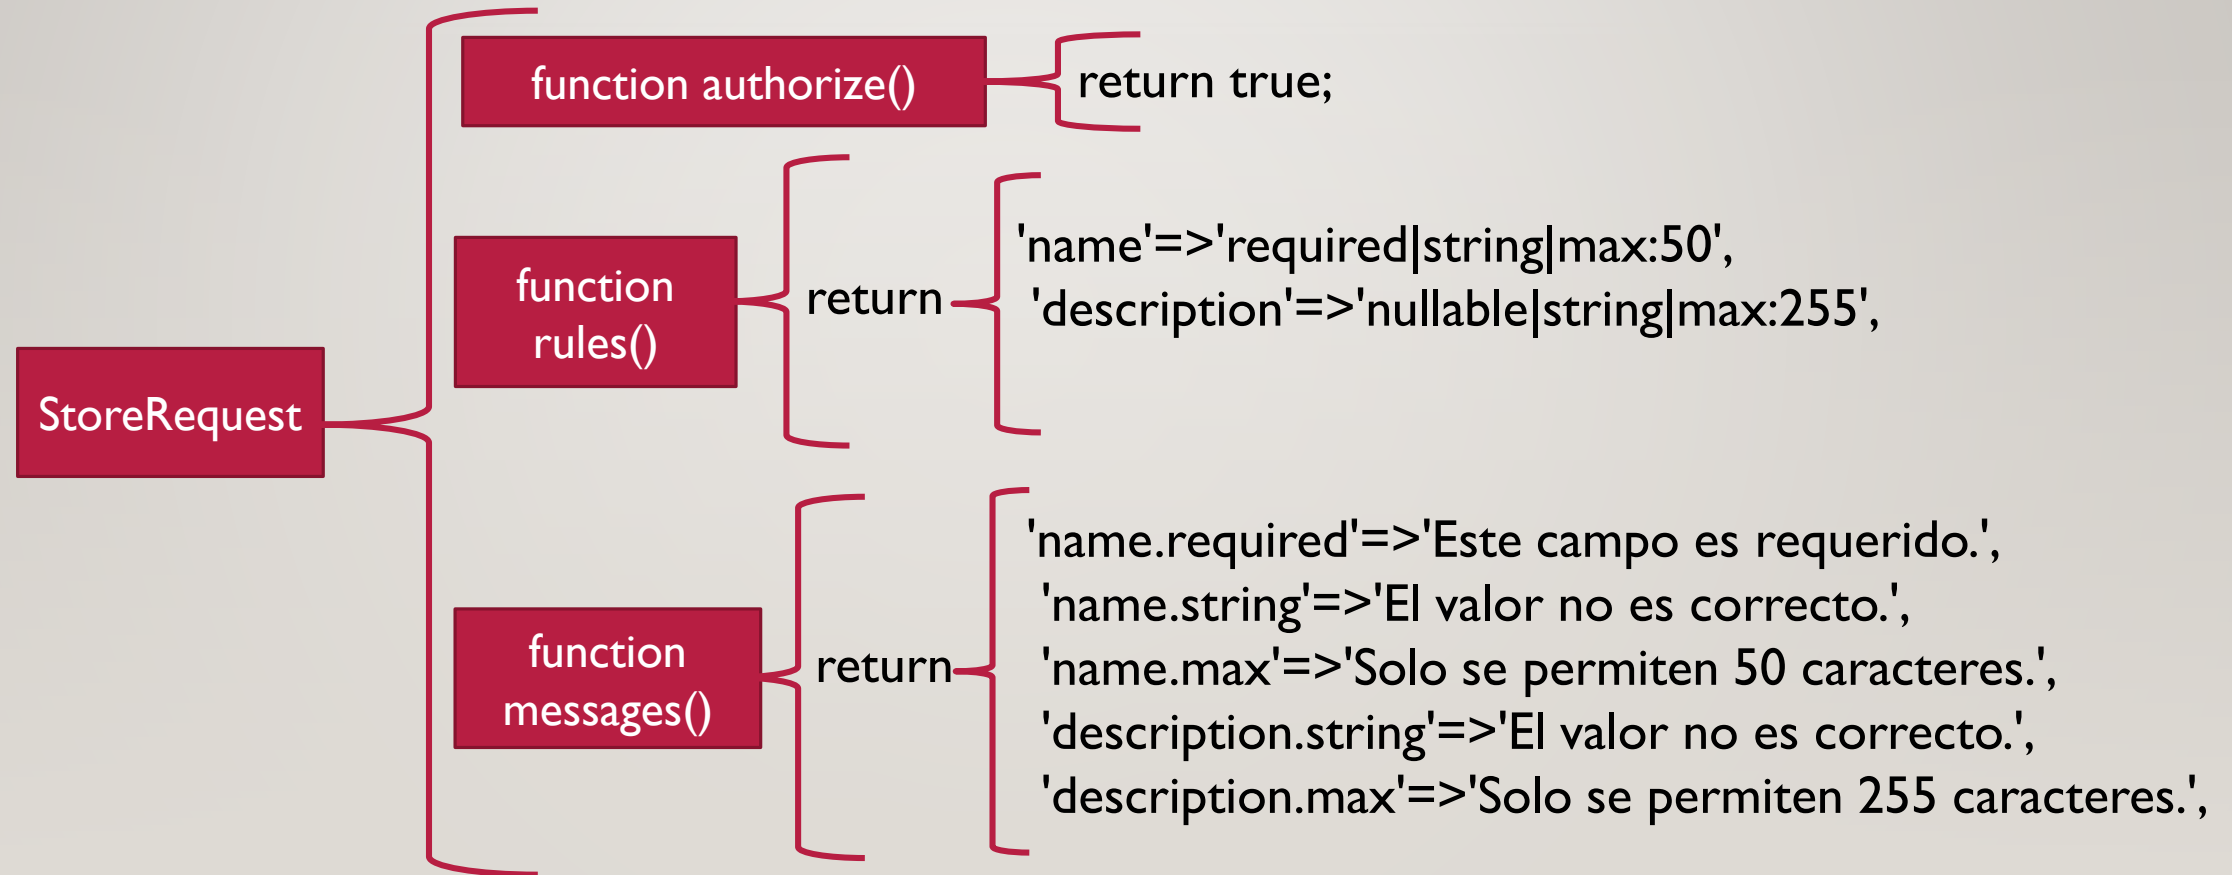 StoreRequest
function authorize()
return true;
function
rules()
return
'name'=>'required|string|max:50',
'description'=>'nullable|string|max:255',
function
messages()
return
'name.required'=>'Este campo es requerido.',
'name.string'=>'El valor no es correcto.',
'name.max'=>'Solo se permiten 50 caracteres.',
'description.string'=>'El valor no es correcto.',
'description.max'=>'Solo se permiten 255 caracteres.',